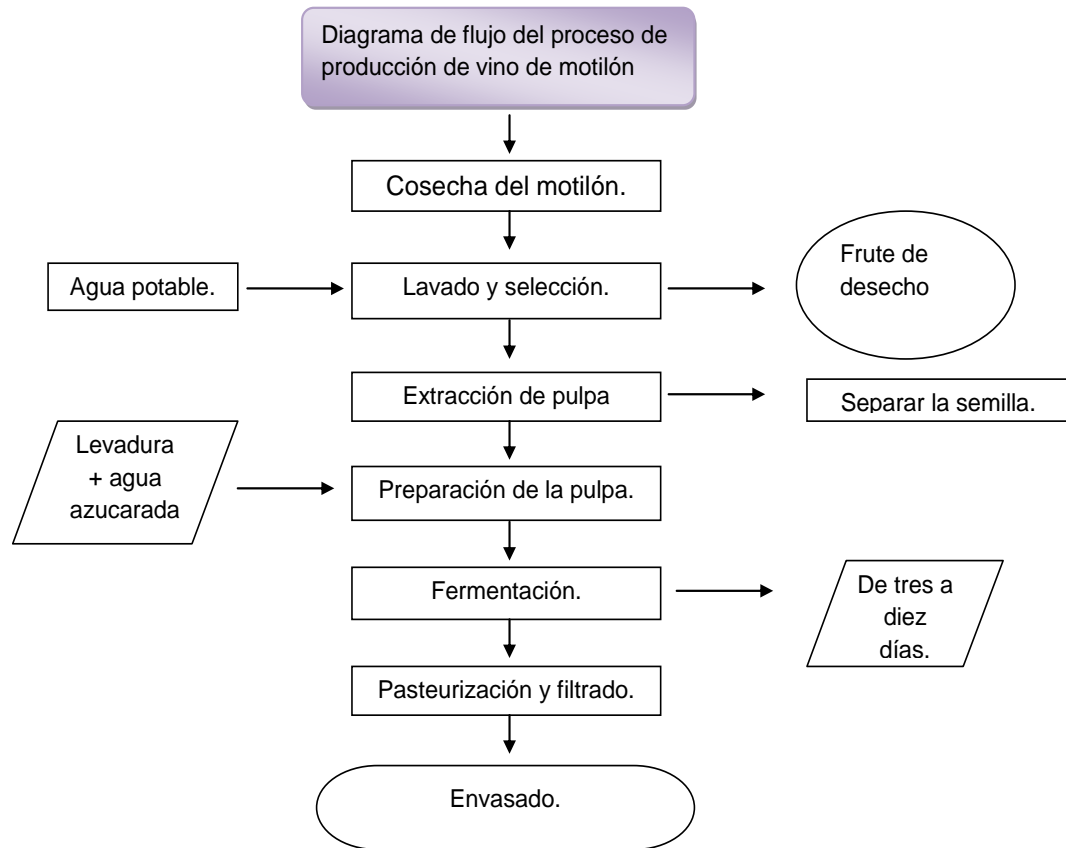 Diagrama de flujo del proceso de
producción de vino de motilón
Cosecha del motilón.
Agua potable.
Lavado y selección.
Frute de
desecho
Extracción de pulpa
Separar la semilla.
Levadura
+ agua
azucarada
Preparación de la pulpa.
Fermentación.
De tres a
diez
días.
Pasteurización y filtrado.
Envasado.